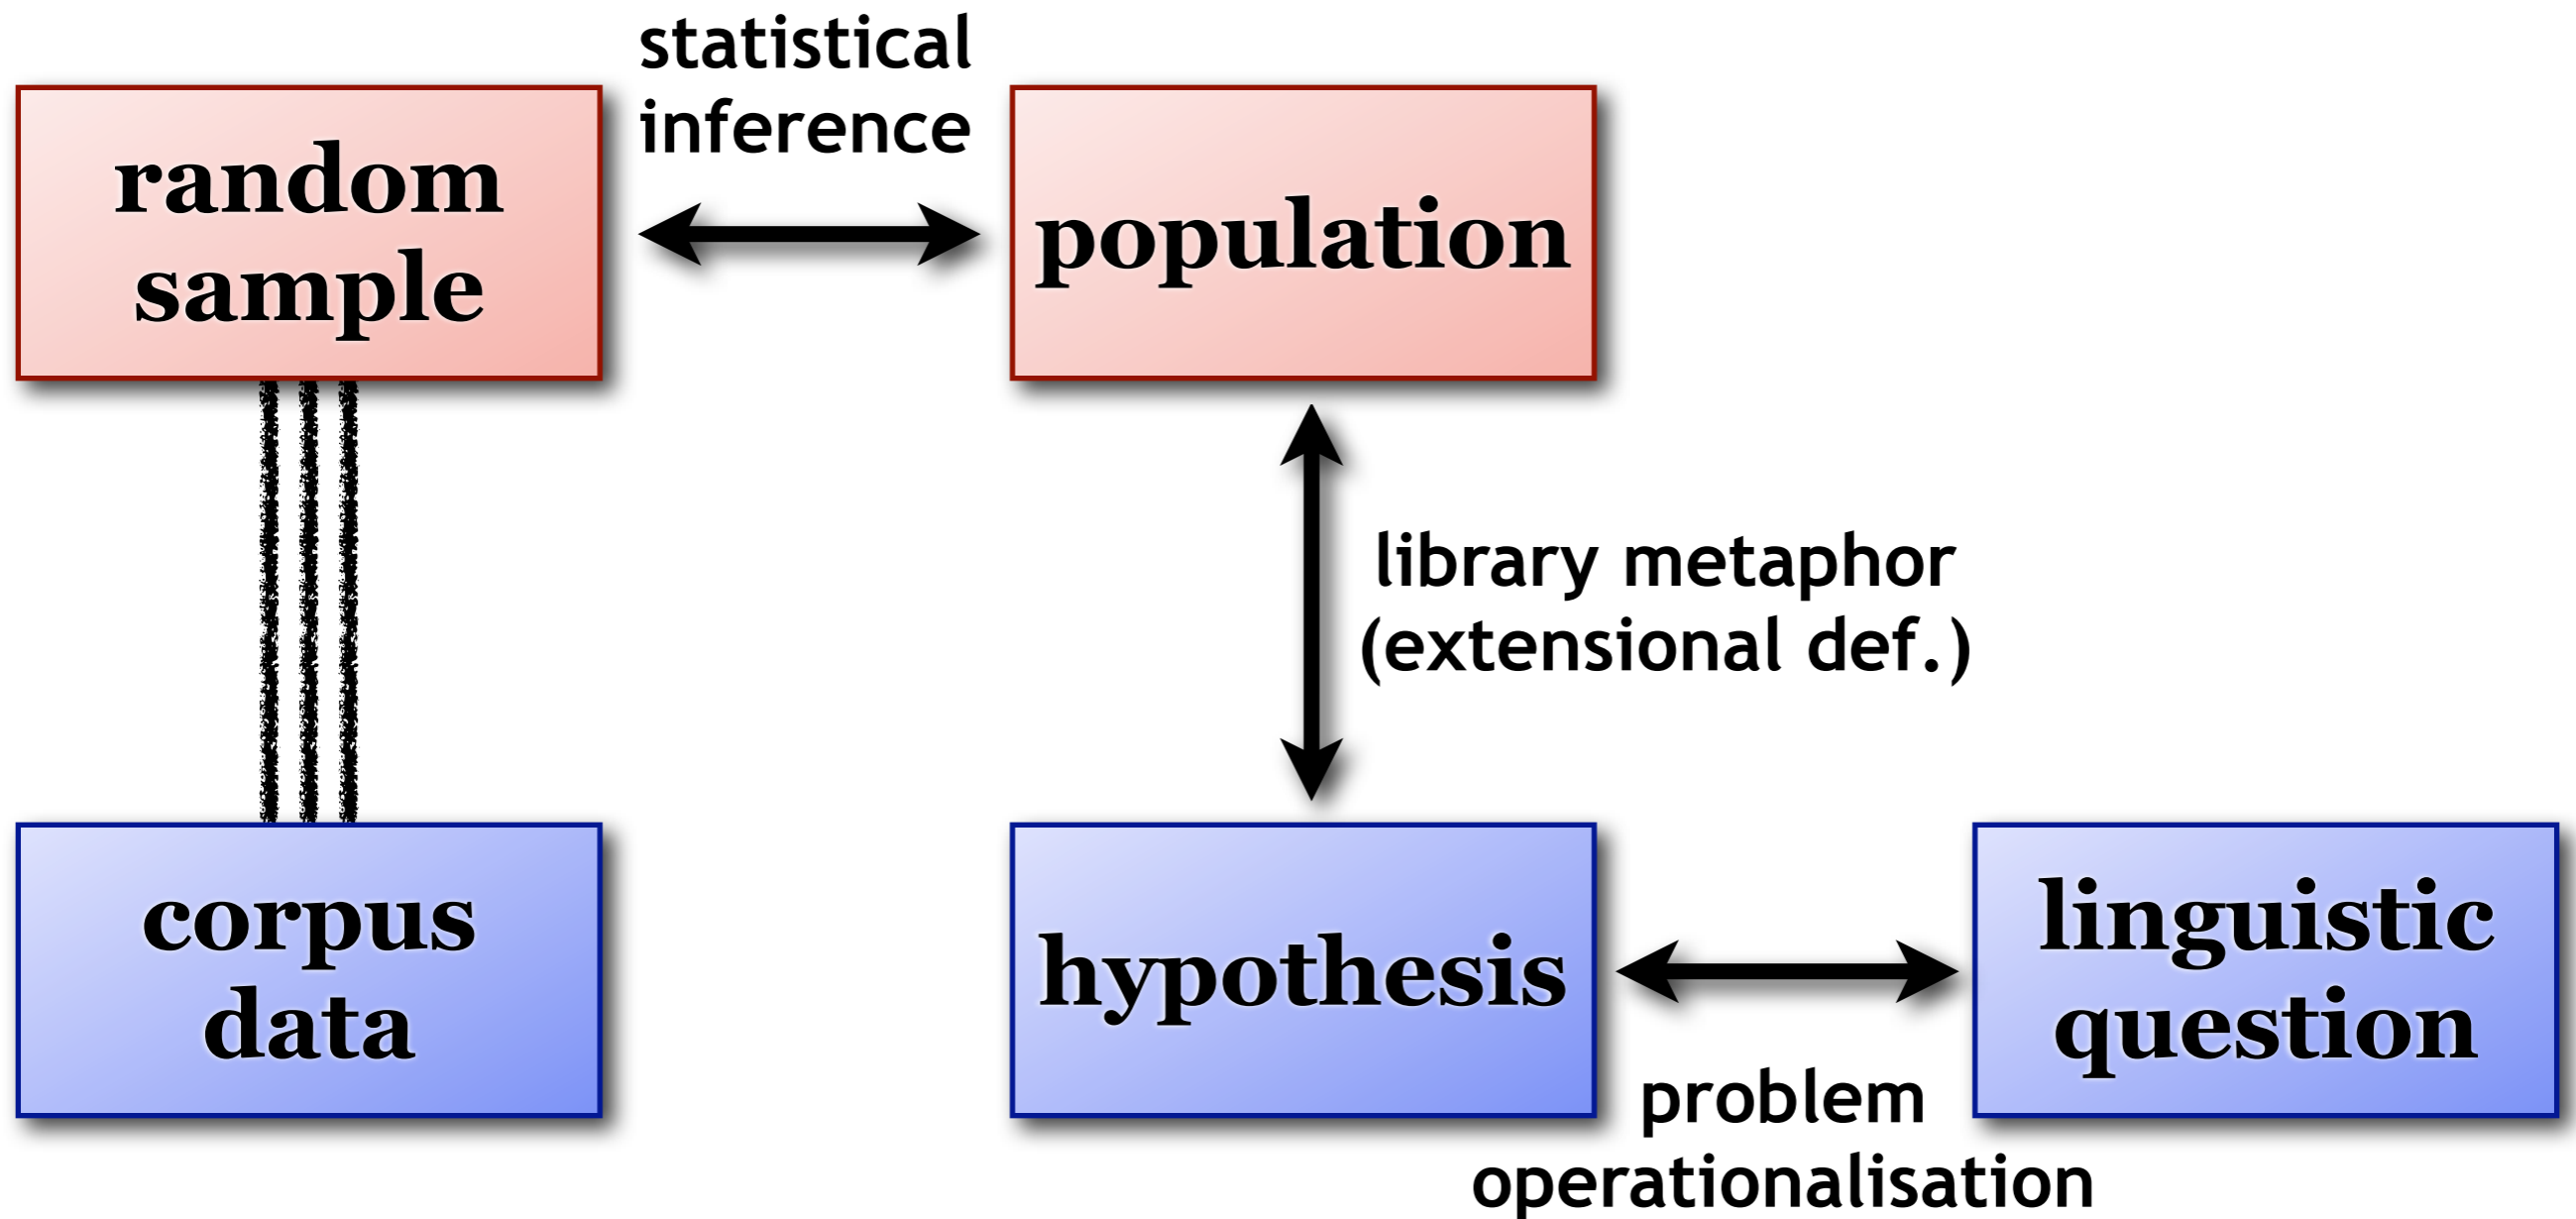 statistical
inference
random
sample
population
library metaphor
(extensional def.)
corpus
data
hypothesis
linguistic
question
problem
operationalisation